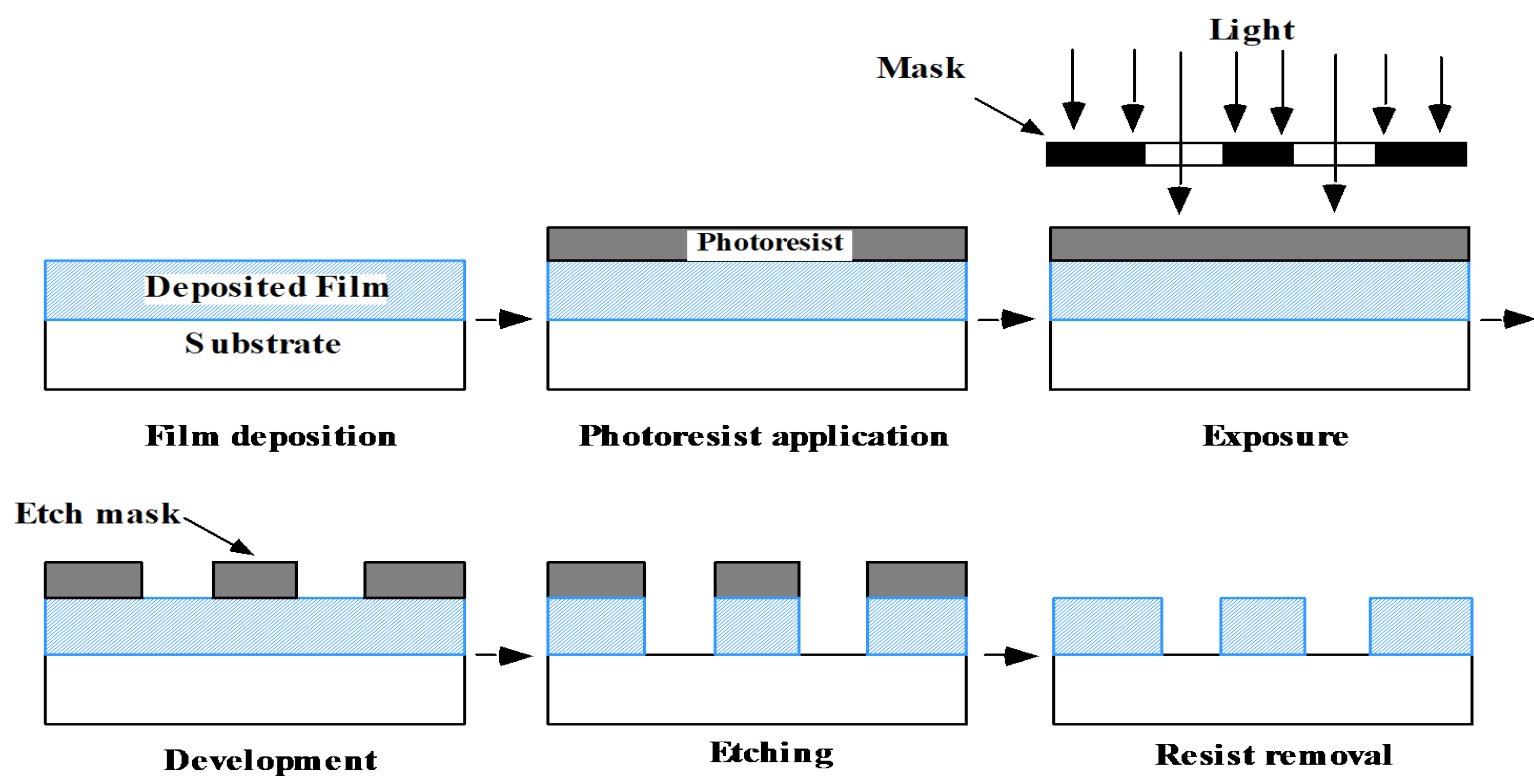 Light
Mask
Photoresist
Deposited Film
Substrate
Film deposition
Photoresist application
Exposure
Etch mask
Development
Etching
Resist removal